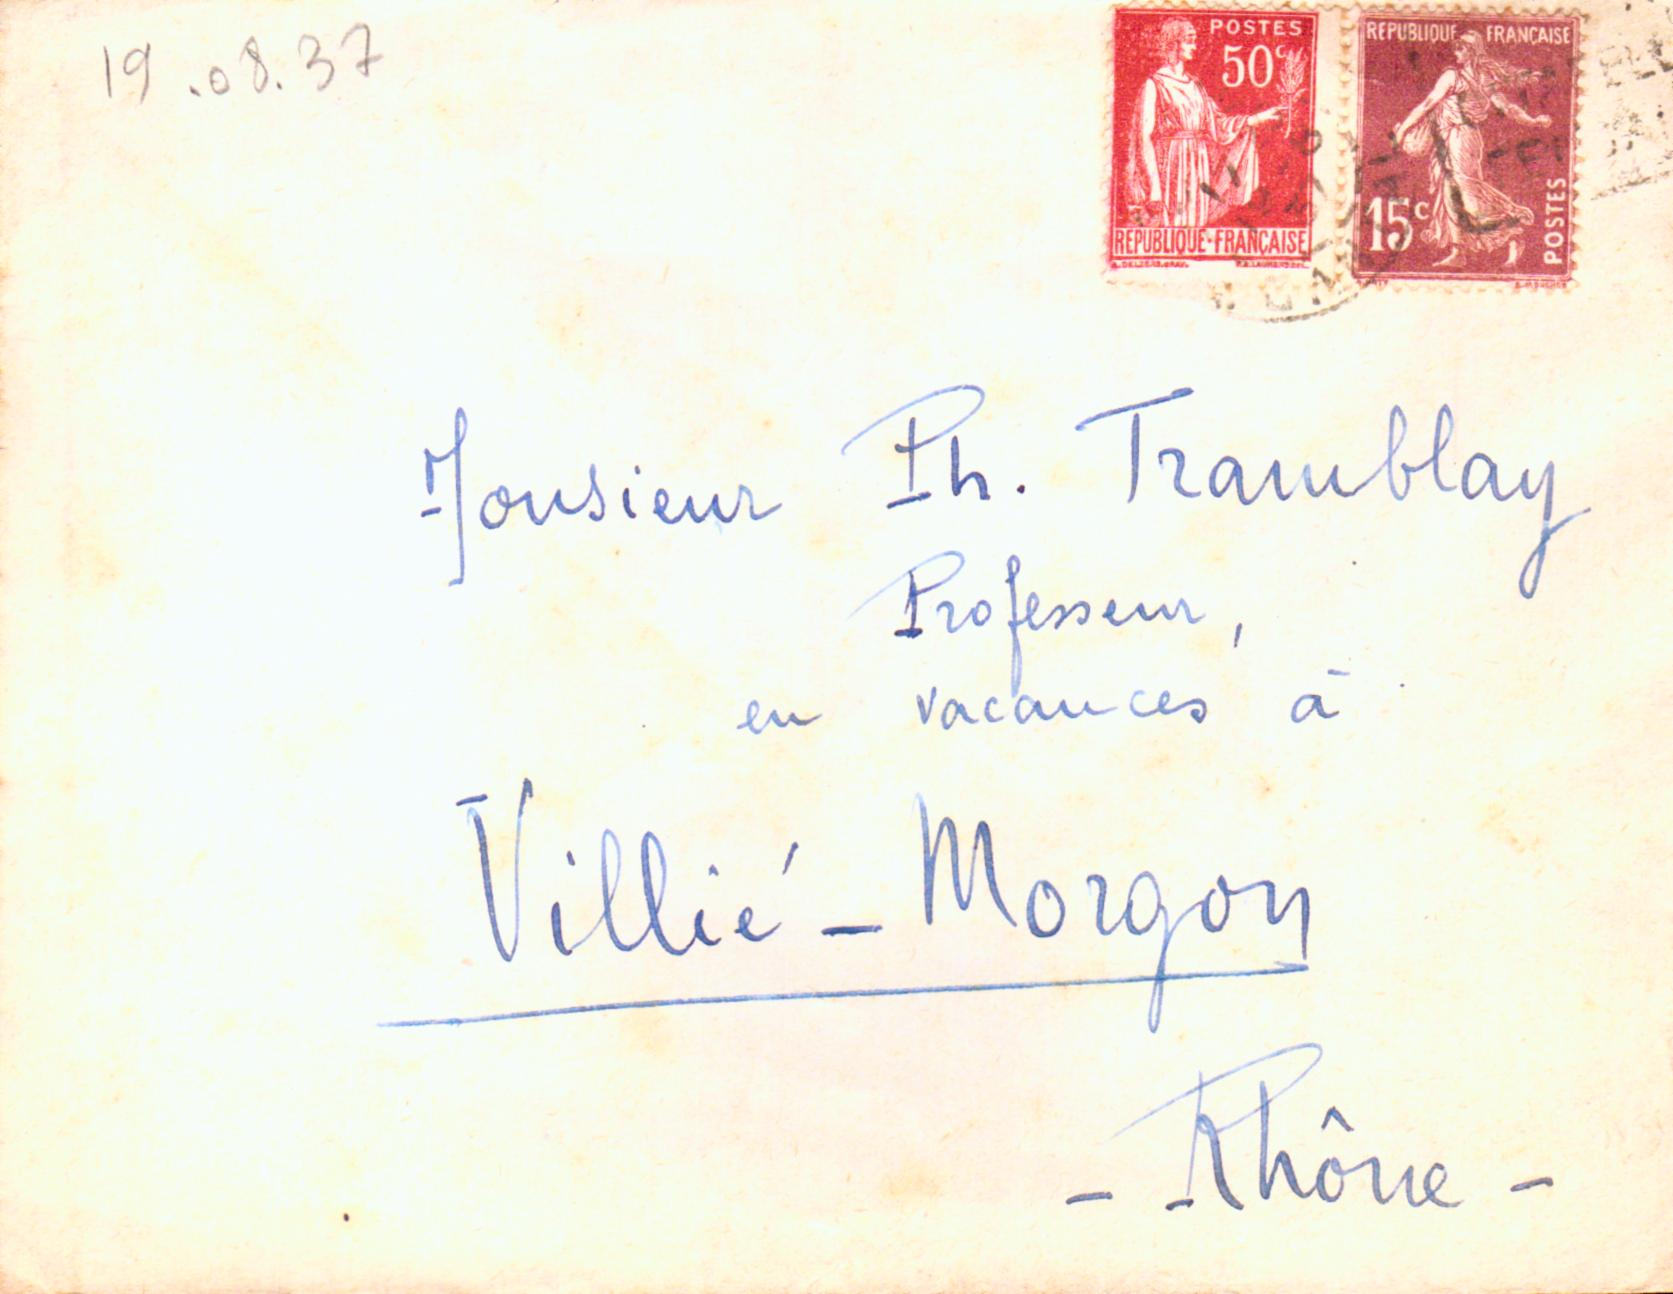 19.08.37
POSTES
50c
REPUBLIQUE·FRANÇAISE
REPUBLIQUE FRANÇAISE
15c
POSTES
Monsieur Ph. Tramblay
Professeur,
en vacances à
Villié-Morgon
- Rhône -